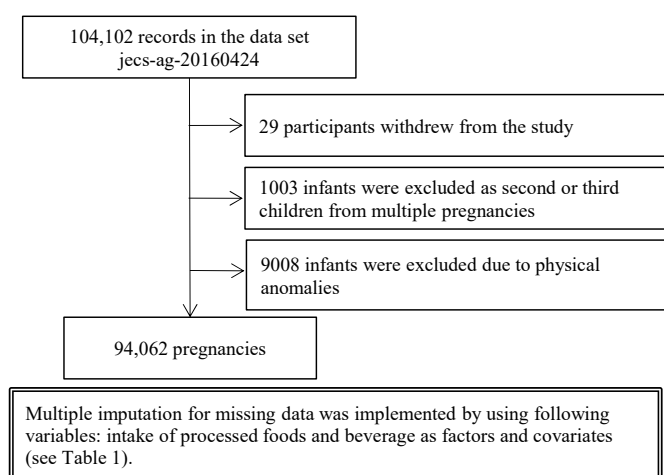 104,102 records in the data set
jecs-ag-20160424
29 participants withdrew from the study
1003 infants were excluded as second or third
children from multiple pregnancies
9008 infants were excluded due to physical
anomalies
94,062 pregnancies
Multiple imputation for missing data was implemented by using following
variables: intake of processed foods and beverage as factors and covariates
(see Table 1).